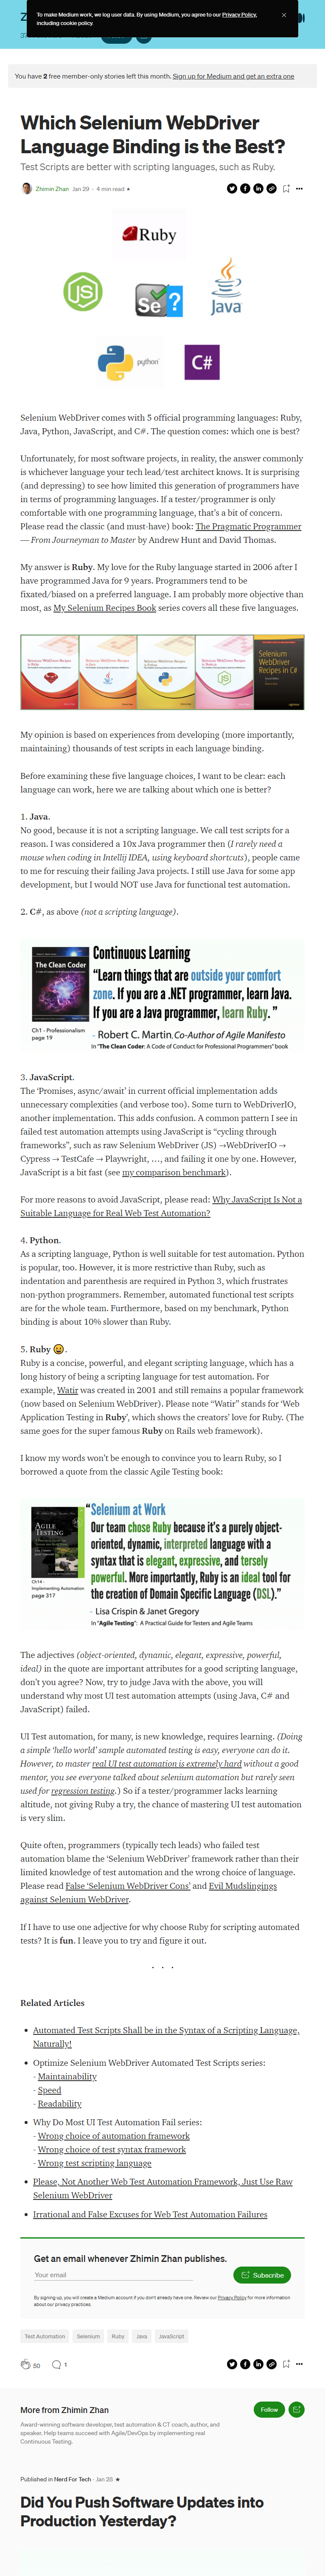 To make Medium work, we log user data. By using Medium, you agree to our Privacy Policy,
including cookie policy.
You have 2 free member-only stories left this month. Sign up for Medium and get an extra one
Which Selenium WebDriver
Language Binding is the Best?
Test Scripts are better with scripting languages, such as Ruby.
Zhimin Zhan Jan 29 · 4 min read
Ruby
JS
Se ?
Java
python
C#
Selenium WebDriver comes with 5 official programming languages: Ruby,
Java, Python, JavaScript, and C#. The question comes: which one is best?
Unfortunately, for most software projects, in reality, the answer commonly
is whichever language your tech lead/test architect knows. It is surprising
(and depressing) to see how limited this generation of programmers have
in terms of programming languages. If a tester/programmer is only
comfortable with one programming language, that's a bit of concern.
Please read the classic (and must-have) book: The Pragmatic Programmer
— From Journeyman to Master by Andrew Hunt and David Thomas.
My answer is Ruby. My love for the Ruby language started in 2006 after I
have programmed Java for 9 years. Programmers tend to be
fixated/biased on a preferred language. I am probably more objective than
most, as My Selenium Recipes Book series covers all these five languages.
Selenium
WebDriver
Recipes in C#
My opinion is based on experiences from developing (more importantly,
maintaining) thousands of test scripts in each language binding.
Before examining these five language choices, I want to be clear: each
language can work, here we are talking about which one is better?
1. Java.
No good, because it is not a scripting language. We call test scripts for a
reason. I was considered a 10x Java programmer then (I rarely need a
mouse when coding in Intellij IDEA, using keyboard shortcuts), people came
to me for rescuing their failing Java projects. I still use Java for some app
development, but I would NOT use Java for functional test automation.
2. C#, as above (not a scripting language).
The Clean Coder
Ch1 - Professionalism
page 19
Continuous Learning
"Learn things that are outside your comfort
zone. If you are a .NET programmer, learn Java.
If you are a Java programmer, learn Ruby. "
- Robert C. Martin, Co-Author of Agile Manifesto
In "The Clean Coder: A Code of Conduct for Professional Programmers" book
3. JavaScript.
The 'Promises, async/await' in current official implementation adds
unnecessary complexities (and verbose too). Some turn to WebDriverIO,
another implementation. This adds confusion. A common pattern I see in
failed test automation attempts using JavaScript is "cycling through
frameworks", such as raw Selenium WebDriver (JS) →WebDriverIO →
Cypress → TestCafe → Playwright, …, and failing it one by one. However,
JavaScript is a bit fast (see my comparison benchmark).
For more reasons to avoid JavaScript, please read: Why JavaScript Is Not a
Suitable Language for Real Web Test Automation?
4. Python.
As a scripting language, Python is well suitable for test automation. Python
is popular, too. However, it is more restrictive than Ruby, such as
indentation and parenthesis are required in Python 3, which frustrates
non-python programmers. Remember, automated functional test scripts
are for the whole team. Furthermore, based on my benchmark, Python
binding is about 10% slower than Ruby.
5. Ruby 😀.
Ruby is a concise, powerful, and elegant scripting language, which has a
long history of being a scripting language for test automation. For
example, Watir was created in 2001 and still remains a popular framework
(now based on Selenium WebDriver). Please note "Watir" stands for 'Web
Application Testing in Ruby', which shows the creators' love for Ruby. (The
same goes for the super famous Ruby on Rails web framework).
I know my words won't be enough to convince you to learn Ruby, so I
borrowed a quote from the classic Agile Testing book:
AGILE
TESTING
Ch14 -
Implementing Automation
page 317
"Selenium at Work
Our team chose Ruby because it's a purely object-
oriented, dynamic, interpreted language with a
syntax that is elegant, expressive, and tersely
powerful. More importantly, Ruby is an ideal tool for
the creation of Domain Specific Language (DSL)."
- Lisa Crispin & Janet Gregory
In "Agile Testing": A Practical Guide for Testers and Agile Teams
The adjectives (object-oriented, dynamic, elegant, expressive, powerful,
ideal) in the quote are important attributes for a good scripting language,
don't you agree? Now, try to judge Java with the above, you will
understand why most UI test automation attempts (using Java, C# and
JavaScript) failed.
UI Test Automation, for many, is new knowledge, requires learning. (Doing
a simple 'hello world' sample automated testing is easy, everyone can do it.
However, to master real UI test automation is extremely hard without a good
mentor, you see everyone talked about selenium automation but rarely seen
used for regression testing.) So if a tester/programmer lacks learning
altitude, not giving Ruby a try, the chance of mastering UI test automation
is very slim.
Quite often, programmers (typically tech leads) who failed test
automation blame the 'Selenium WebDriver' framework rather than their
limited knowledge of test automation and the wrong choice of language.
Please read False 'Selenium WebDriver Cons' and Evil Mudslingings
against Selenium WebDriver.
If I have to use one adjective for why choose Ruby for scripting automated
tests? It is fun. I leave you to try and figure it out.
Related Articles
Automated Test Scripts Shall be in the Syntax of a Scripting Language,
Naturally!
Optimize Selenium WebDriver Automated Test Scripts series:
- Maintainability
- Speed
- Readability
Why Do Most UI Test Automation Fail series:
- Wrong choice of automation framework
- Wrong choice of test syntax framework
- Wrong test scripting language
Please, Not Another Web Test Automation Framework, Just Use Raw
Selenium WebDriver
Irrational and False Excuses for Web Test Automation Failures
Get an email whenever Zhimin Zhan publishes.
Your email
Subscribe
By signing up, you will create a Medium account if you don't already have one. Review our Privacy Policy for more information
about our privacy practices.
Test Automation Selenium Ruby Java JavaScript
50 1
More from Zhimin Zhan
Follow
Award-winning software developer, test automation & CT coach, author, and
speaker. Help teams succeed with Agile/DevOps by implementing real
Continuous Testing.
Published in Nerd For Tech · Jan 26 ★
Did You Push Software Updates into
Production Yesterday?